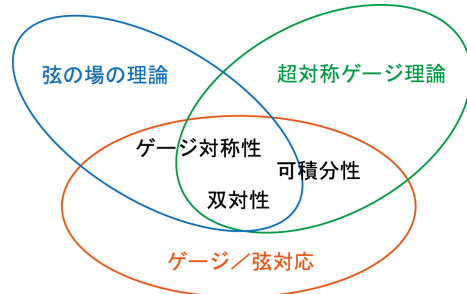 弦の場の理論
超対称ゲージ理論
ゲージ対称性
可積分性
双対性
ゲージ／弦対応